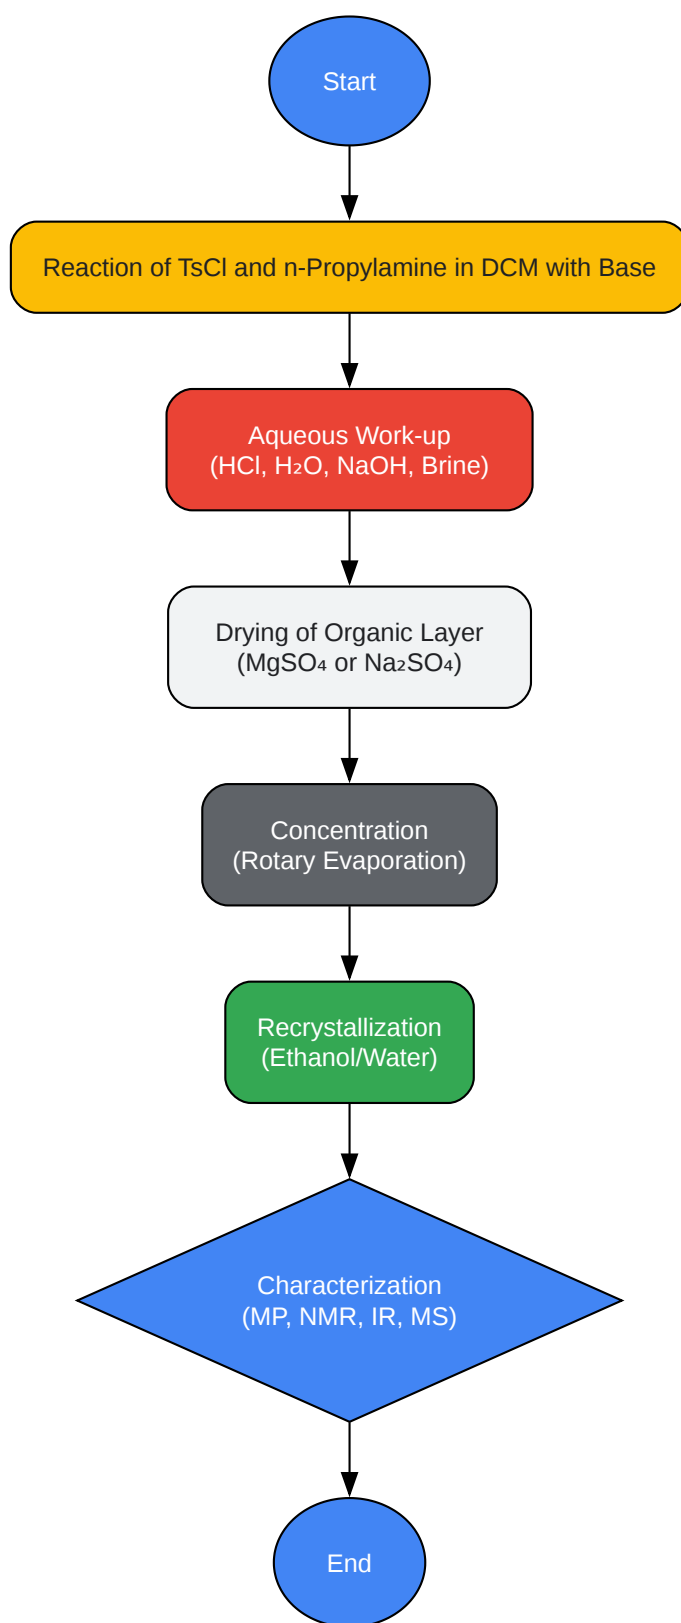 Start
Reaction of TsCl and n-Propylamine in DCM with Base
Aqueous Work-up
(HCl, H₂O, NaOH, Brine)
Drying of Organic Layer
(MgSO₄ or Na₂SO₄)
Concentration
(Rotary Evaporation)
Recrystallization
(Ethanol/Water)
Characterization
(MP, NMR, IR, MS)
End